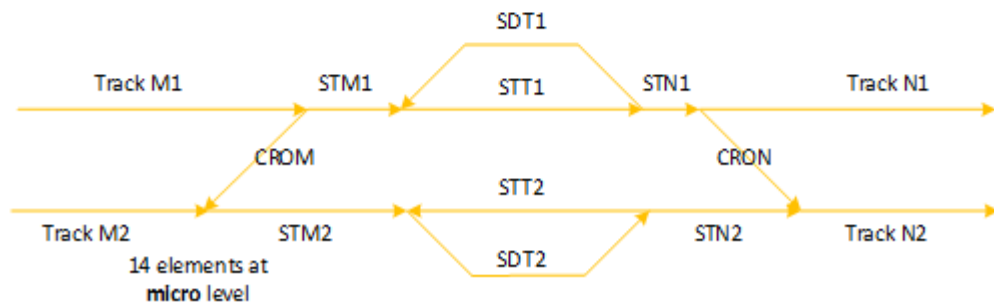 SDT1
Track M1 STM1 STT1 STN1 Track N1
CROM CRON
STT2
Track M2 STM2 STN2 Track N2
SDT2
14 elements at
micro level